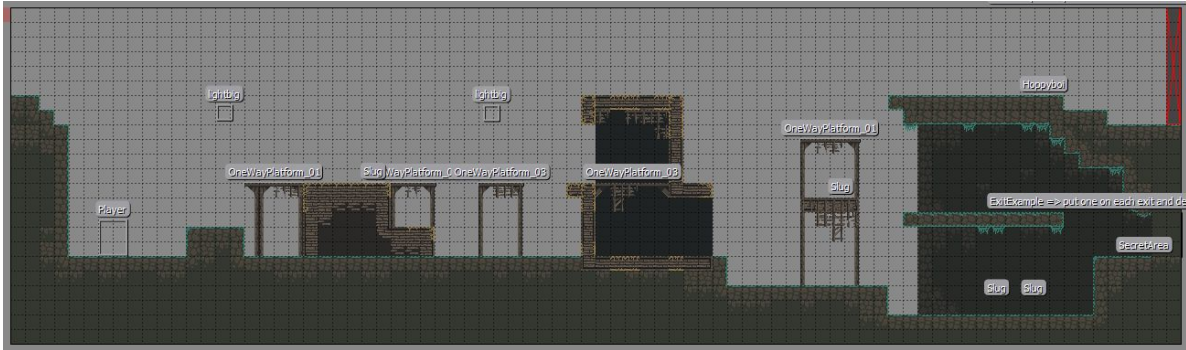 Hoppyboi
lightbig
lightbig
OneWayPlatform_01
OneWayPlatform_01
Slug
OneWayPlatform_03
OneWayPlatform_03
Slug
Player
ExitExample => put one on each exit and de
SecretArea
Slug
Slug